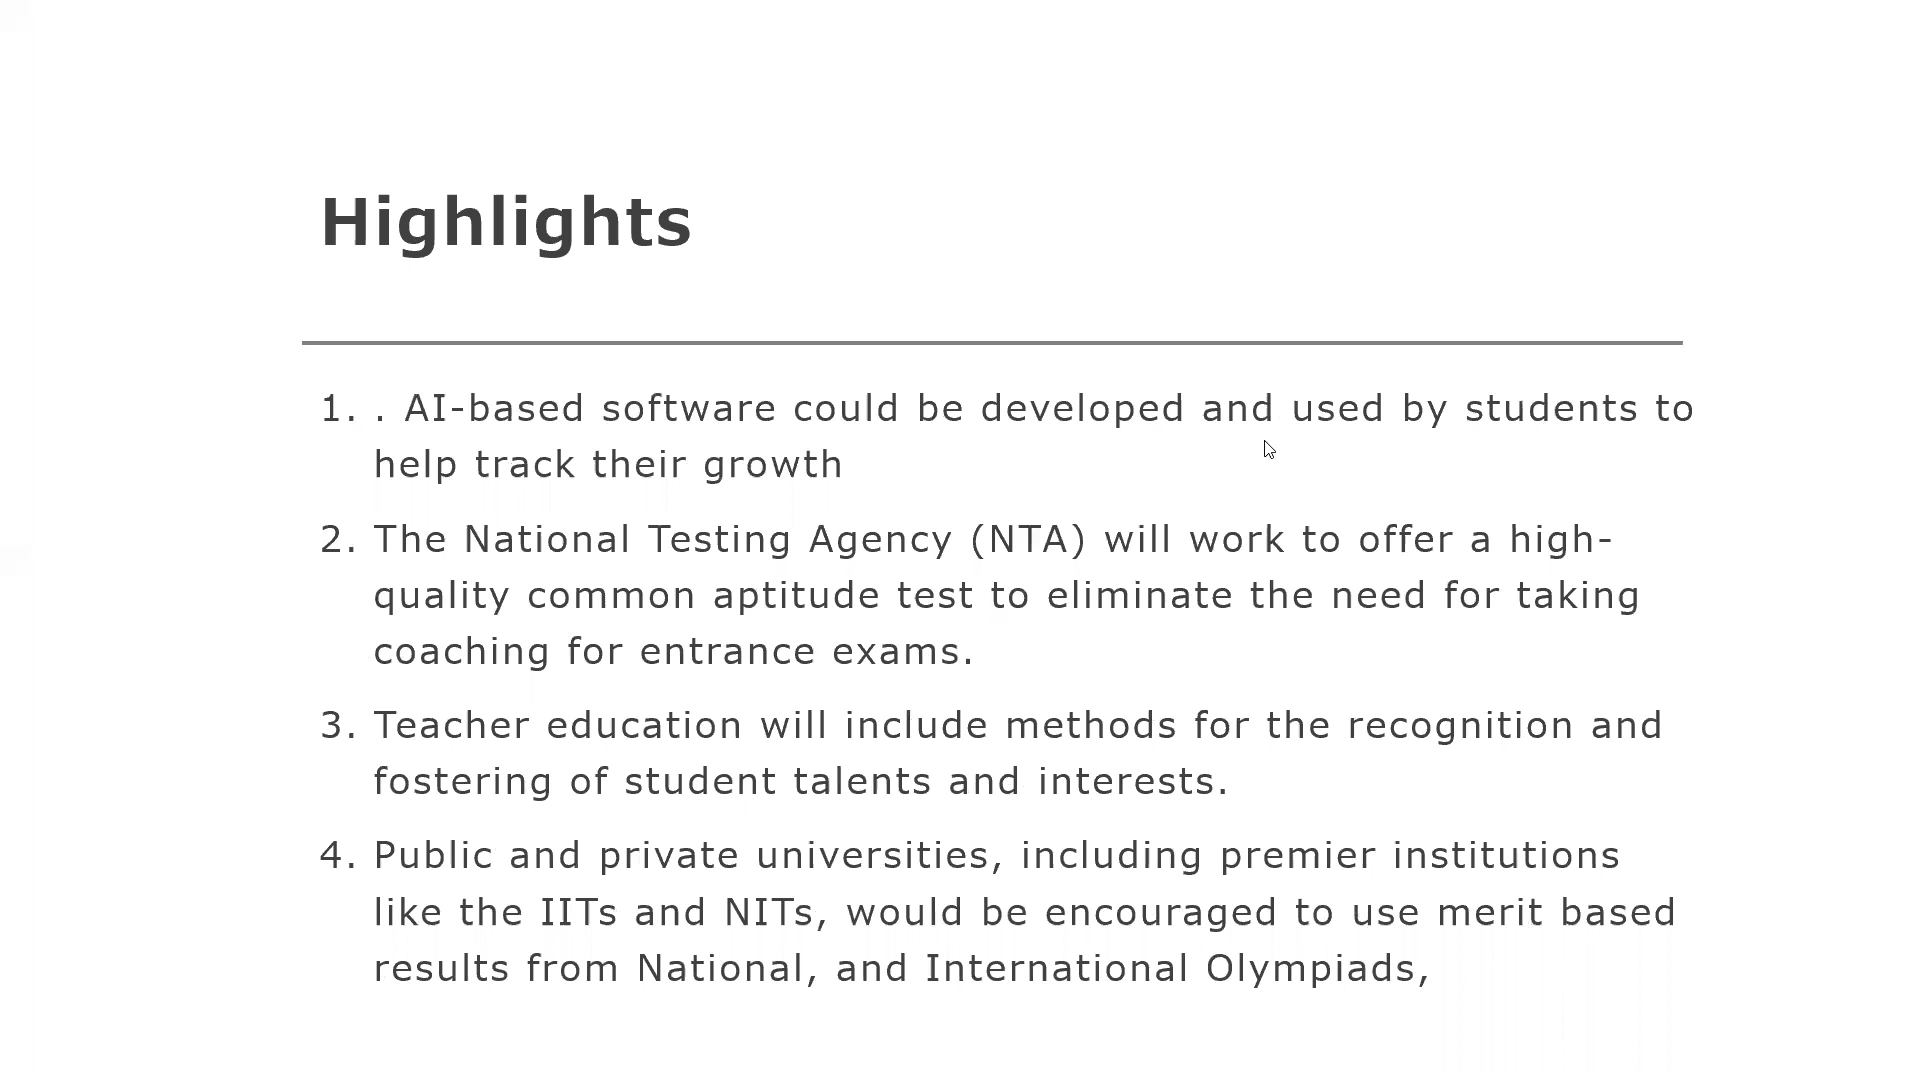 Highlights
1. . AI-based software could be developed and used by students to
help track their growth
2. The National Testing Agency (NTA) will work to offer a high-
quality common aptitude test to eliminate the need for taking
coaching for entrance exams.
3. Teacher education will include methods for the recognition and
fostering of student talents and interests.
4. Public and private universities, including premier institutions
like the IITs and NITs, would be encouraged to use merit based
results from National, and International Olympiads,